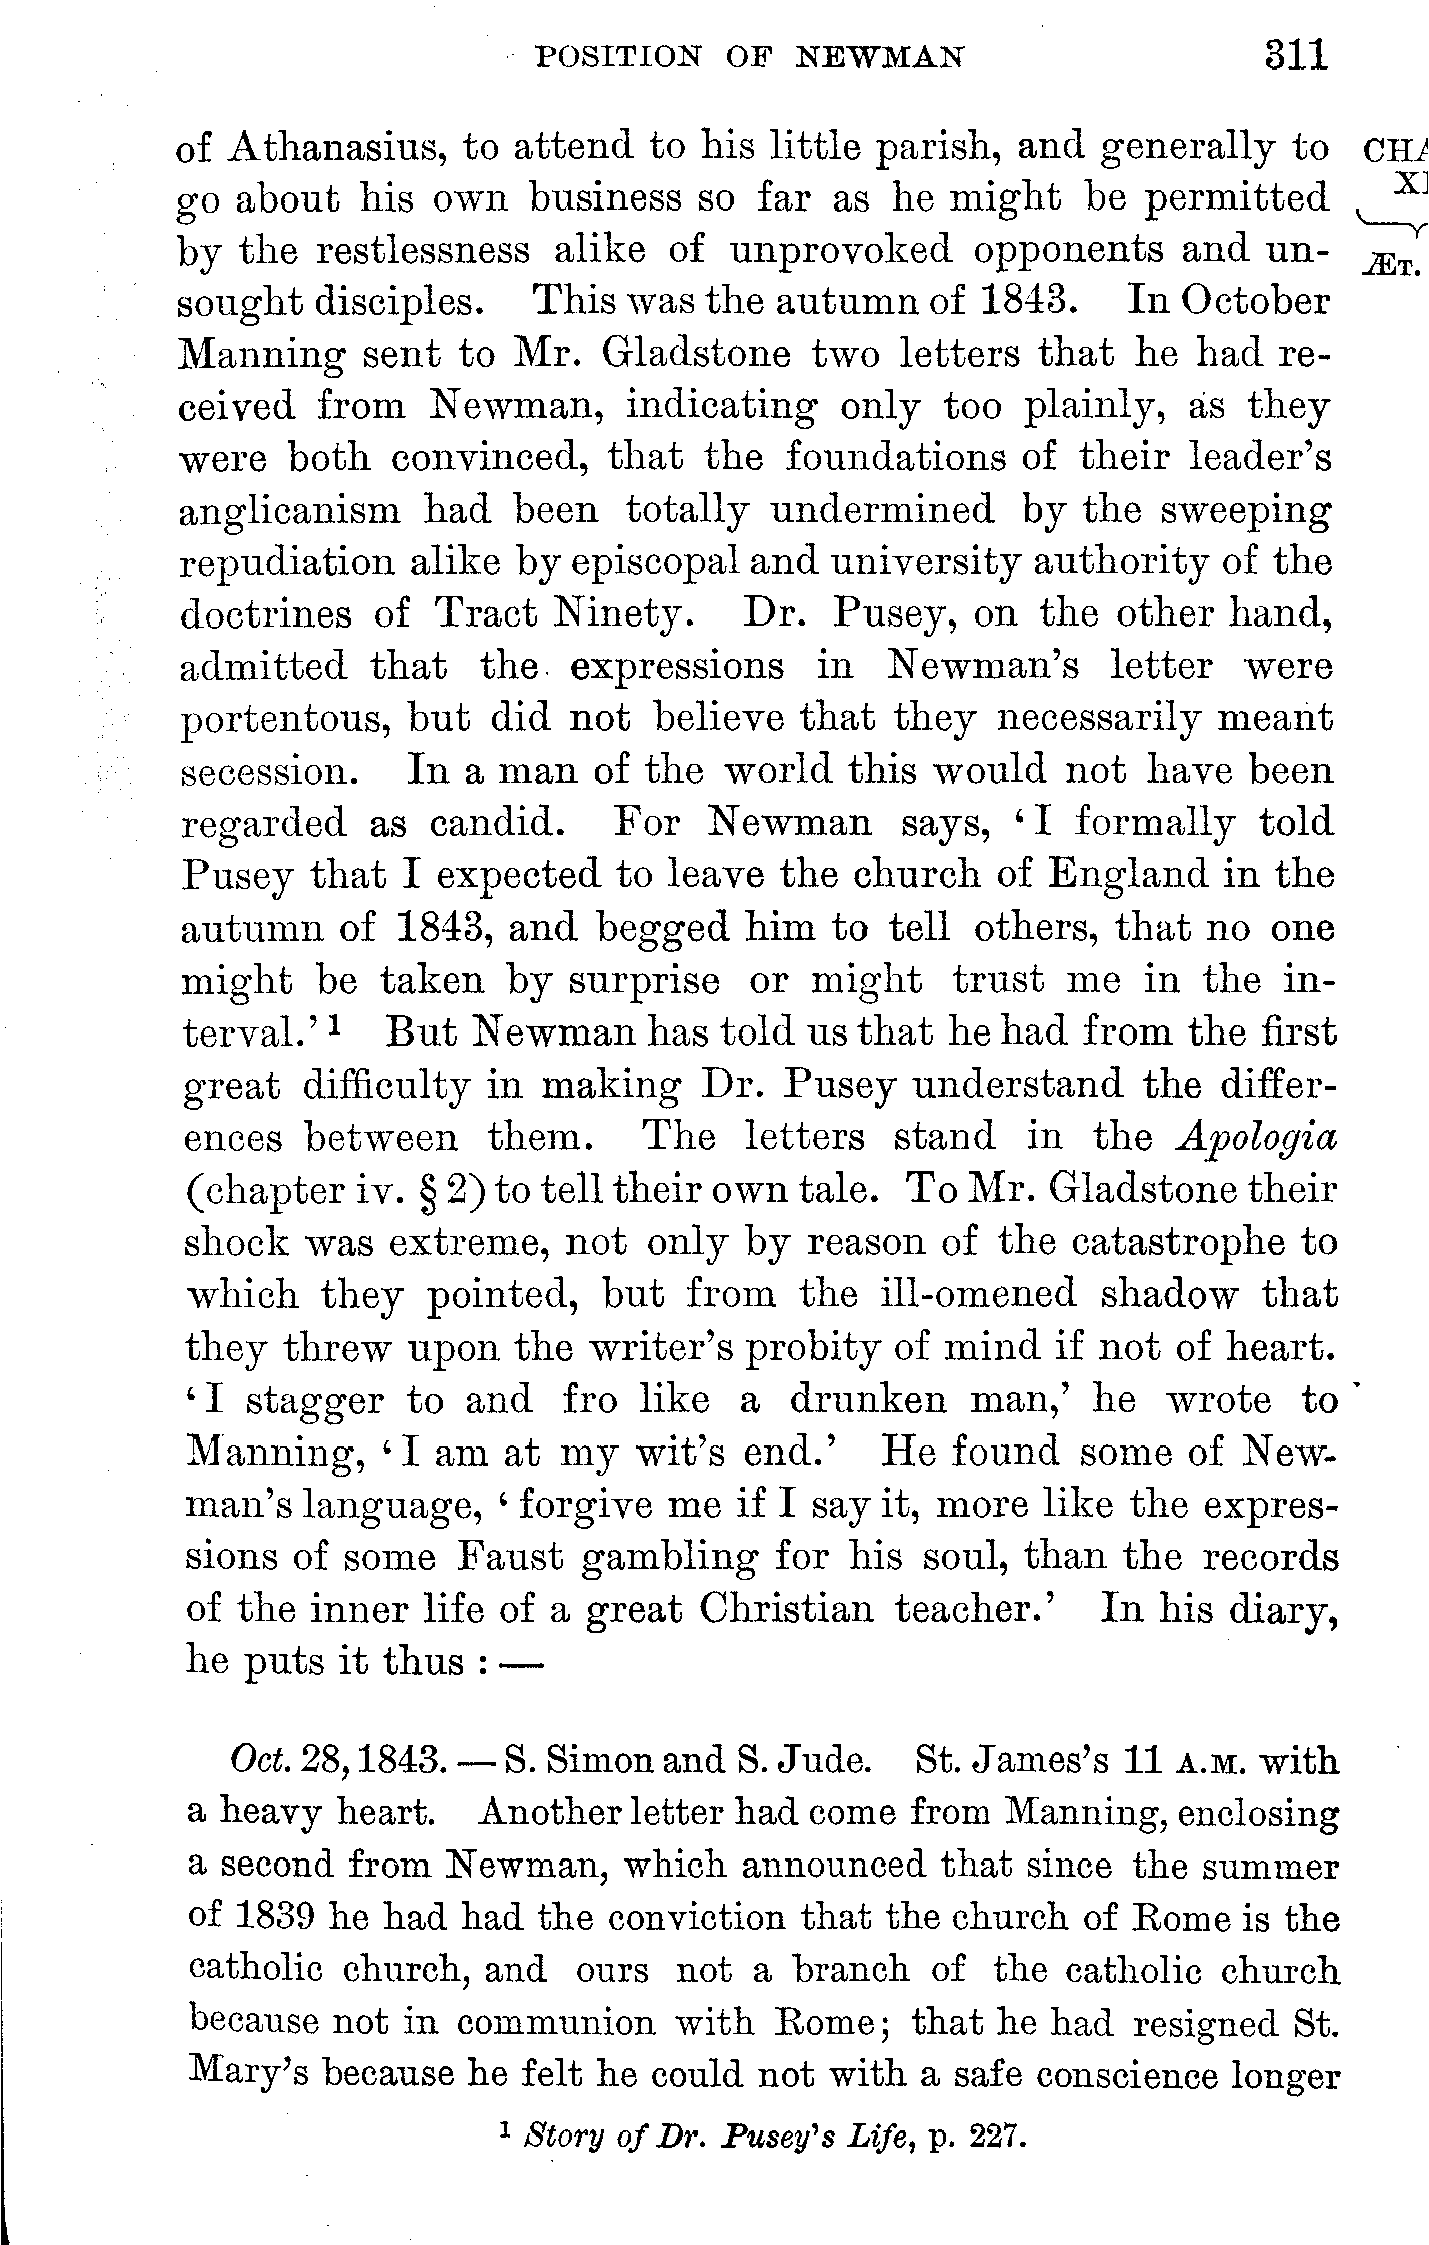 POSITION OF NEWMAN 311
of Athanasius, to attend to his little parish, and generally to
go about his own business so far as he might be permitted
by the restlessness alike of unprovoked opponents and un-
sought disciples. This was the autumn of 1843. In October
Manning sent to Mr. Gladstone two letters that he had re-
ceived from Newman, indicating only too plainly, as they
were both convinced, that the foundations of their leader's
anglicanism had been totally undermined by the sweeping
repudiation alike by episcopal and university authority of the
doctrines of Tract Ninety. Dr. Pusey, on the other hand,
admitted that the expressions in Newman's letter were
portentous, but did not believe that they necessarily meant
secession. In a man of the world this would not have been
regarded as candid. For Newman says, ‘I formally told
Pusey that I expected to leave the church of England in the
autumn of 1843, and begged him to tell others, that no one
might be taken by surprise or might trust me in the in-
terval.’ 1 But Newman has told us that he had from the first
great difficulty in making Dr. Pusey understand the differ-
ences between them. The letters stand in the Apologia
(chapter iv. § 2) to tell their own tale. To Mr. Gladstone their
shock was extreme, not only by reason of the catastrophe to
which they pointed, but from the ill-omened shadow that
they threw upon the writer's probity of mind if not of heart.
‘I stagger to and fro like a drunken man,’ he wrote to
Manning, ‘I am at my wit's end.’ He found some of New-
man's language, ‘forgive me if I say it, more like the expres-
sions of some Faust gambling for his soul, than the records
of the inner life of a great Christian teacher.’ In his diary,
he puts it thus : —
Oct. 28, 1843. — S. Simon and S. Jude. St. James's 11 A.M. with
a heavy heart. Another letter had come from Manning, enclosing
a second from Newman, which announced that since the summer
of 1839 he had had the conviction that the church of Rome is the
catholic church, and ours not a branch of the catholic church
because not in communion with Rome; that he had resigned St.
Mary's because he felt he could not with a safe conscience longer
1 Story of Dr. Pusey's Life, p. 227.
CHA
XI
ÆT.